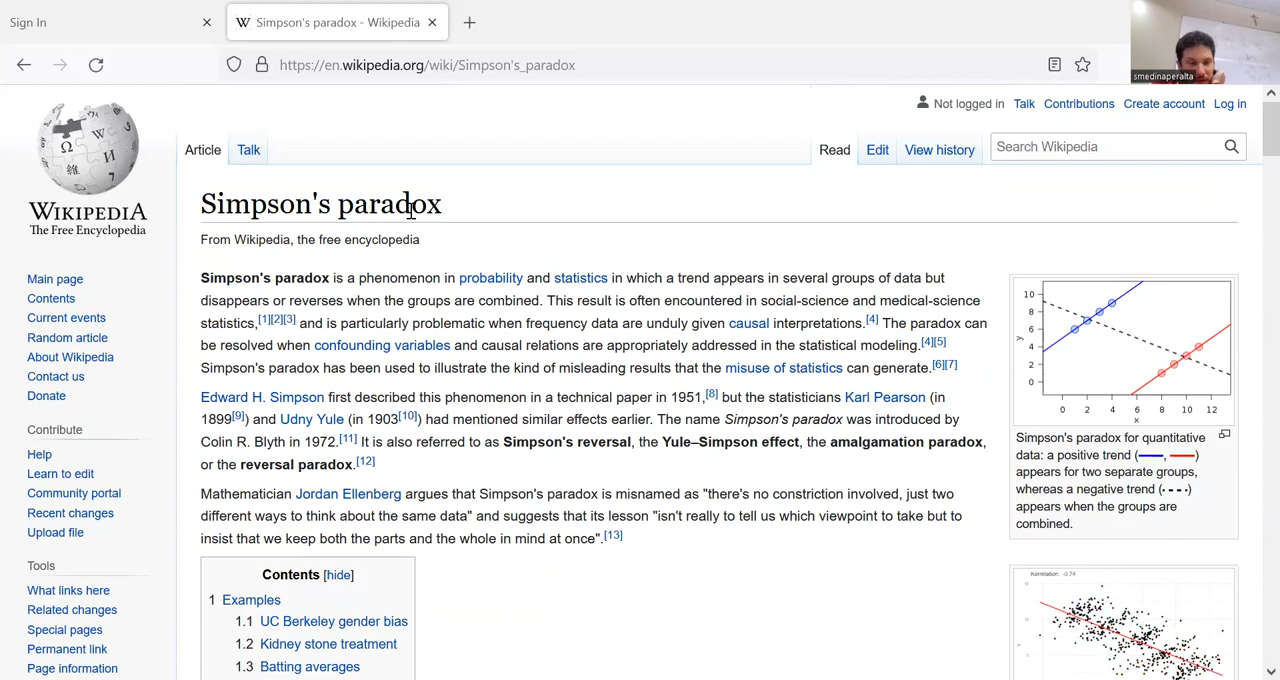 Sign In
Simpson's paradox - Wikipedia
https://en.wikipedia.org/wiki/Simpson's_paradox
smedinaperalta
Not logged in Talk Contributions Create account Log in
Article Talk Read Edit View history Search Wikipedia
WIKIPEDIA
The Free Encyclopedia
Main page
Contents
Current events
Random article
About Wikipedia
Contact us
Donate
Contribute
Help
Learn to edit
Community portal
Recent changes
Upload file
Tools
What links here
Related changes
Special pages
Permanent link
Page information
Simpson's paradox
From Wikipedia, the free encyclopedia
Simpson's paradox is a phenomenon in probability and statistics in which a trend appears in several groups of data but
disappears or reverses when the groups are combined. This result is often encountered in social-science and medical-science
statistics,[1][2][3] and is particularly problematic when frequency data are unduly given causal interpretations.[4] The paradox can
be resolved when confounding variables and causal relations are appropriately addressed in the statistical modeling.[4][5]
Simpson's paradox has been used to illustrate the kind of misleading results that the misuse of statistics can generate.[6][7]
Edward H. Simpson first described this phenomenon in a technical paper in 1951,[8] but the statisticians Karl Pearson (in
1899[9]) and Udny Yule (in 1903[10]) had mentioned similar effects earlier. The name Simpson's paradox was introduced by
Colin R. Blyth in 1972.[11] It is also referred to as Simpson's reversal, the Yule–Simpson effect, the amalgamation paradox,
or the reversal paradox.[12]
Mathematician Jordan Ellenberg argues that Simpson's paradox is misnamed as "there's no constriction involved, just two
different ways to think about the same data" and suggests that its lesson "isn't really to tell us which viewpoint to take but to
insist that we keep both the parts and the whole in mind at once".[13]
Contents [hide]
1 Examples
1.1 UC Berkeley gender bias
1.2 Kidney stone treatment
1.3 Batting averages
10
8
6
4
2
0
y
0 2 4 6 8 10 12
x
Simpson's paradox for quantitative
data: a positive trend ( , )
appears for two separate groups,
whereas a negative trend ( )
appears when the groups are
combined.
Korrelation: -0.74